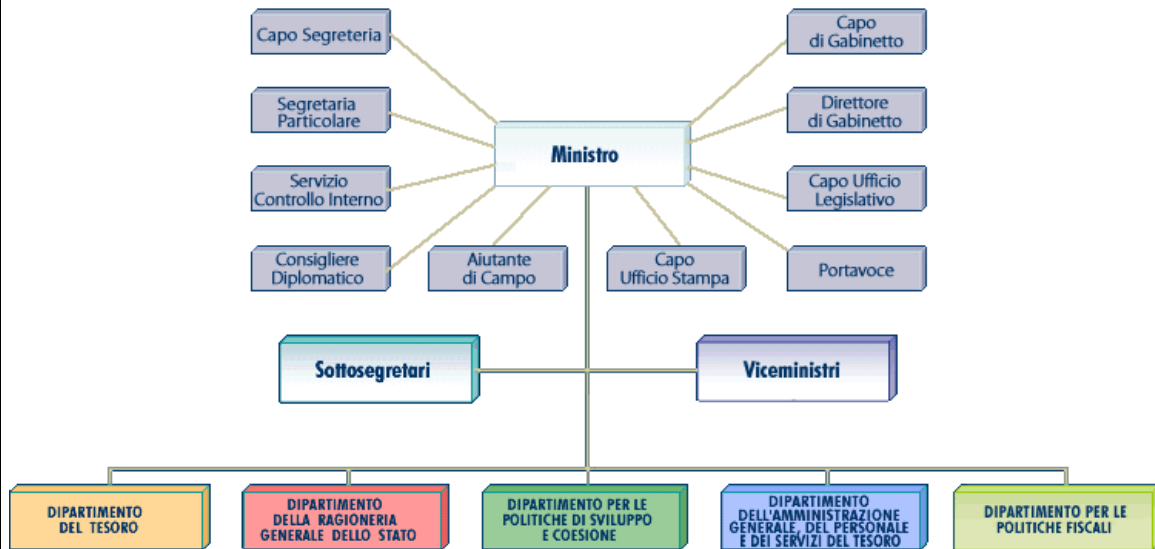 Capo Segreteria
Capo
di Gabinetto
Segretaria
Particolare
Direttore
di Gabinetto
Ministro
Servizio
Controllo Interno
Capo Ufficio
Legislativo
Consigliere
Diplomatico
Aiutante
di Campo
Capo
Ufficio Stampa
Portavoce
Sottosegretari
Viceministri
DIPARTIMENTO
DEL TESORO
DIPARTIMENTO
DELLA RAGIONERIA
GENERALE DELLO STATO
DIPARTIMENTO PER LE
POLITICHE DI SVILUPPO
E COESIONE
DIPARTIMENTO
DELL'AMMINISTRAZIONE
GENERALE, DEL PERSONALE
E DEI SERVIZI DEL TESORO
DIPARTIMENTO PER LE
POLITICHE FISCALI